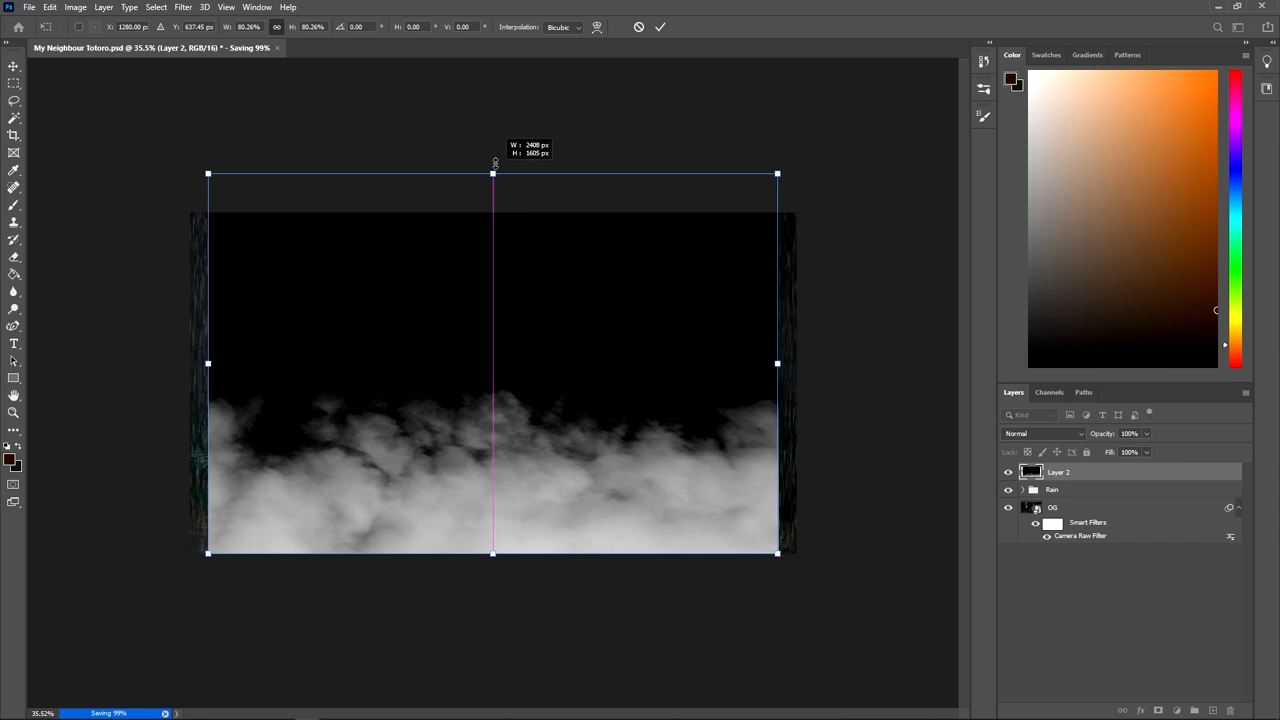 Ps File Edit Image Layer Type Select Filter 3D View Window Help
X: 1280.00 px Y: 637.45 px W: 80.26% H: 80.26% 0.00 ° H: 0.00 ° V: 0.00 ° Interpolation: Bicubic
My Neighbour Totoro.psd @ 35.5% (Layer 2, RGB/16) * - Saving 99% ×
Color Swatches Gradients Patterns
W : 2408 px
H : 1605 px
Layers Channels Paths
Kind
Normal Opacity: 100%
Lock: Fill: 100%
Layer 2
Rain
OG
Smart Filters
Camera Raw Filter
35.52% Saving 99%